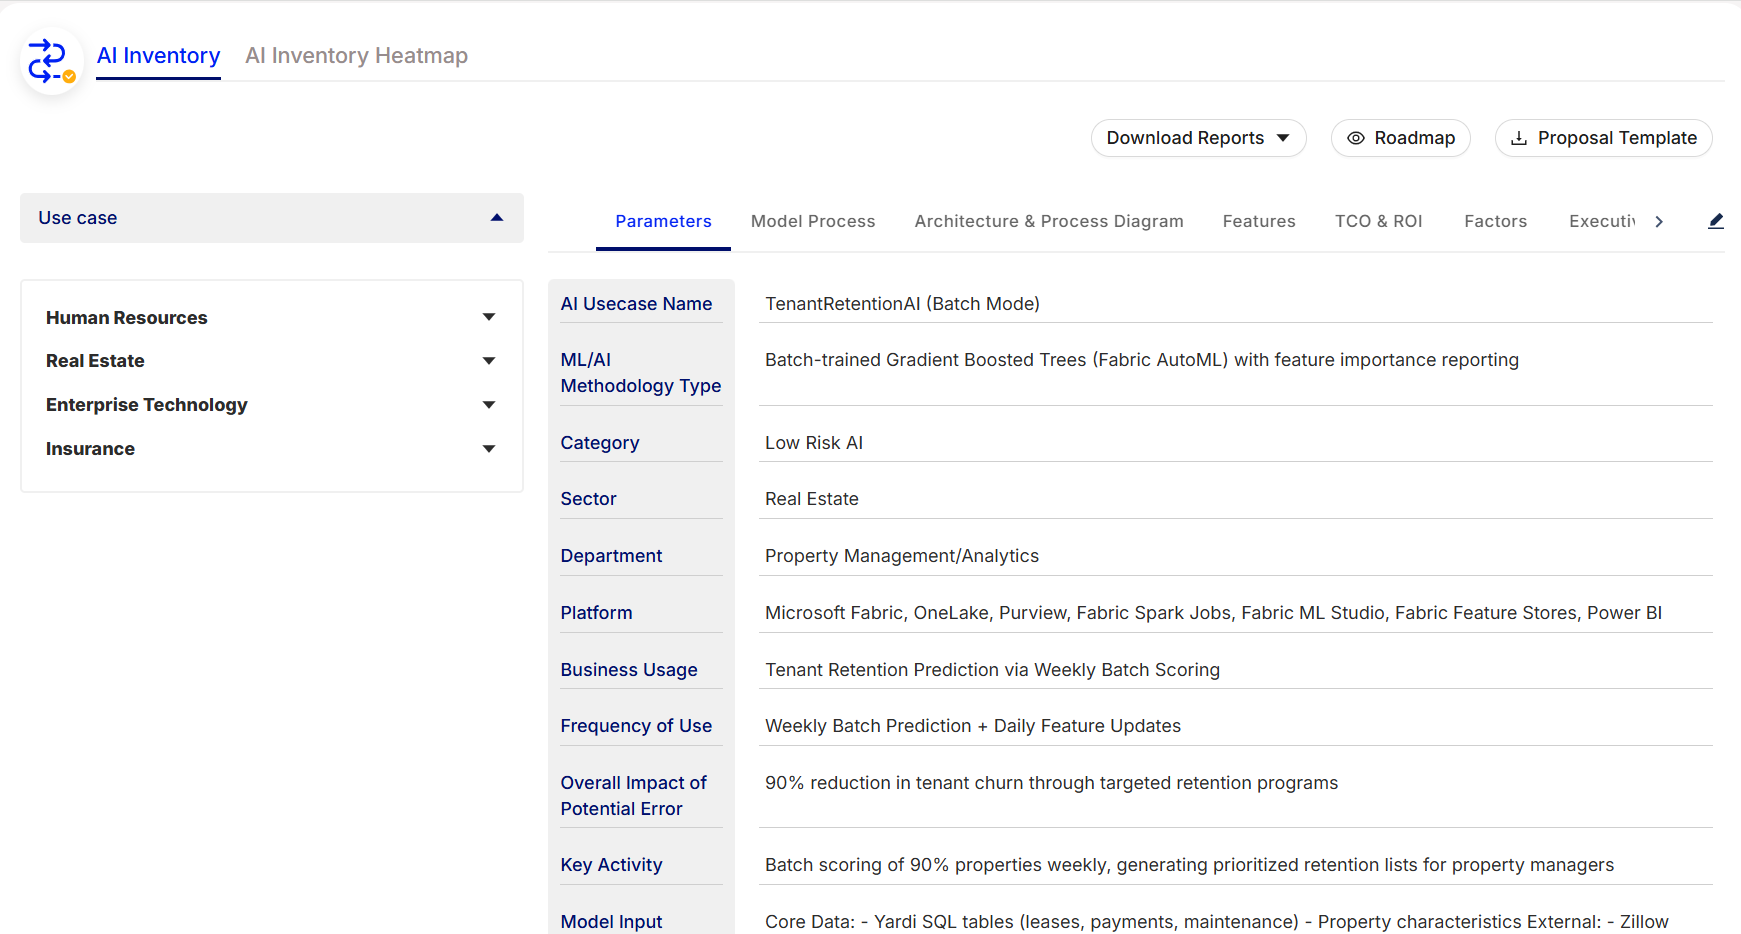 AI Inventory
AI Inventory Heatmap
Download Reports
Roadmap
Proposal Template
Use case
Human Resources
Real Estate
Enterprise Technology
Insurance
Parameters
Model Process
Architecture & Process Diagram
Features
TCO & ROI
Factors
Executiv
AI Usecase Name
TenantRetentionAI (Batch Mode)
ML/AI
Methodology Type
Batch-trained Gradient Boosted Trees (Fabric AutoML) with feature importance reporting
Category
Low Risk AI
Sector
Real Estate
Department
Property Management/Analytics
Platform
Microsoft Fabric, OneLake, Purview, Fabric Spark Jobs, Fabric ML Studio, Fabric Feature Stores, Power BI
Business Usage
Tenant Retention Prediction via Weekly Batch Scoring
Frequency of Use
Weekly Batch Prediction + Daily Feature Updates
Overall Impact of
Potential Error
90% reduction in tenant churn through targeted retention programs
Key Activity
Batch scoring of 90% properties weekly, generating prioritized retention lists for property managers
Model Input
Core Data: - Yardi SQL tables (leases, payments, maintenance) - Property characteristics External: - Zillow